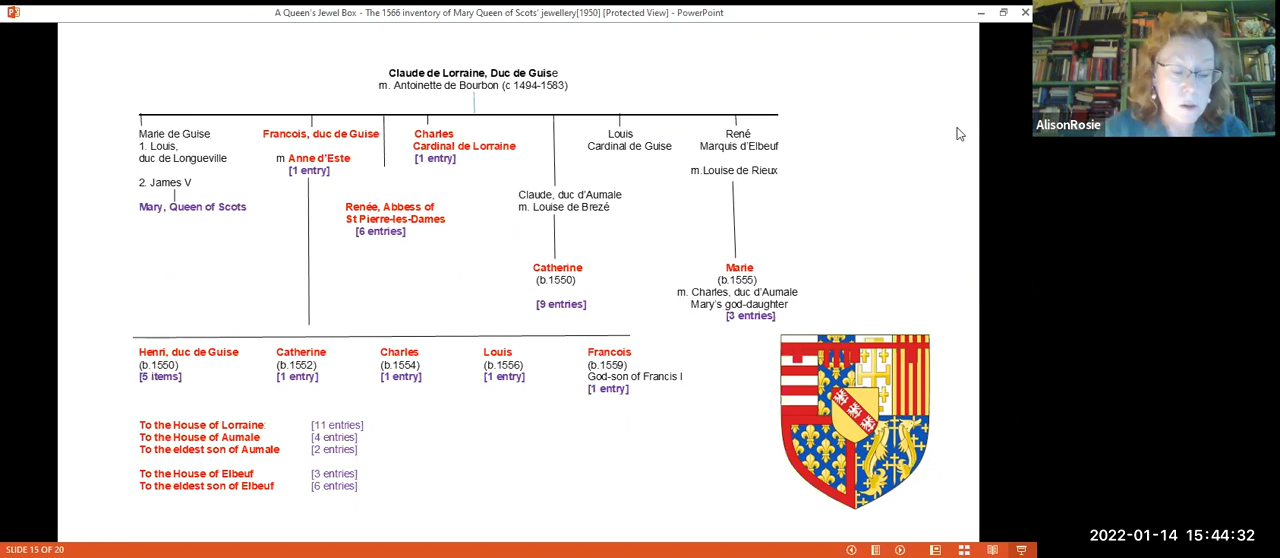 A Queen's Jewel Box - The 1566 inventory of Mary Queen of Scots' jewellery[1950] [Protected View] - PowerPoint
AlisonRosie
Claude de Lorraine, Duc de Guise
m. Antoinette de Bourbon (c 1494-1583)
Marie de Guise
1. Louis,
duc de Longueville
2. James V
Mary, Queen of Scots
Francois, duc de Guise
m Anne d'Este
[1 entry]
Renée, Abbess of
St Pierre-les-Dames
[6 entries]
Charles
Cardinal de Lorraine
[1 entry]
Claude, duc d'Aumale
m. Louise de Brezé
Catherine
(b.1550)
[9 entries]
Louis
Cardinal de Guise
René
Marquis d'Elbeuf
m.Louise de Rieux
Marie
(b.1555)
m. Charles, duc d'Aumale
Mary's god-daughter
[3 entries]
Henri, duc de Guise
(b.1550)
[5 items]
Catherine
(b.1552)
[1 entry]
Charles
(b.1554)
[1 entry]
Louis
(b.1556)
[1 entry]
Francois
(b.1559)
God-son of Francis I
[1 entry]
To the House of Lorraine: [11 entries]
To the House of Aumale [4 entries]
To the eldest son of Aumale [2 entries]
To the House of Elbeuf [3 entries]
To the eldest son of Elbeuf [6 entries]
SLIDE 15 OF 20
2022-01-14 15:44:32